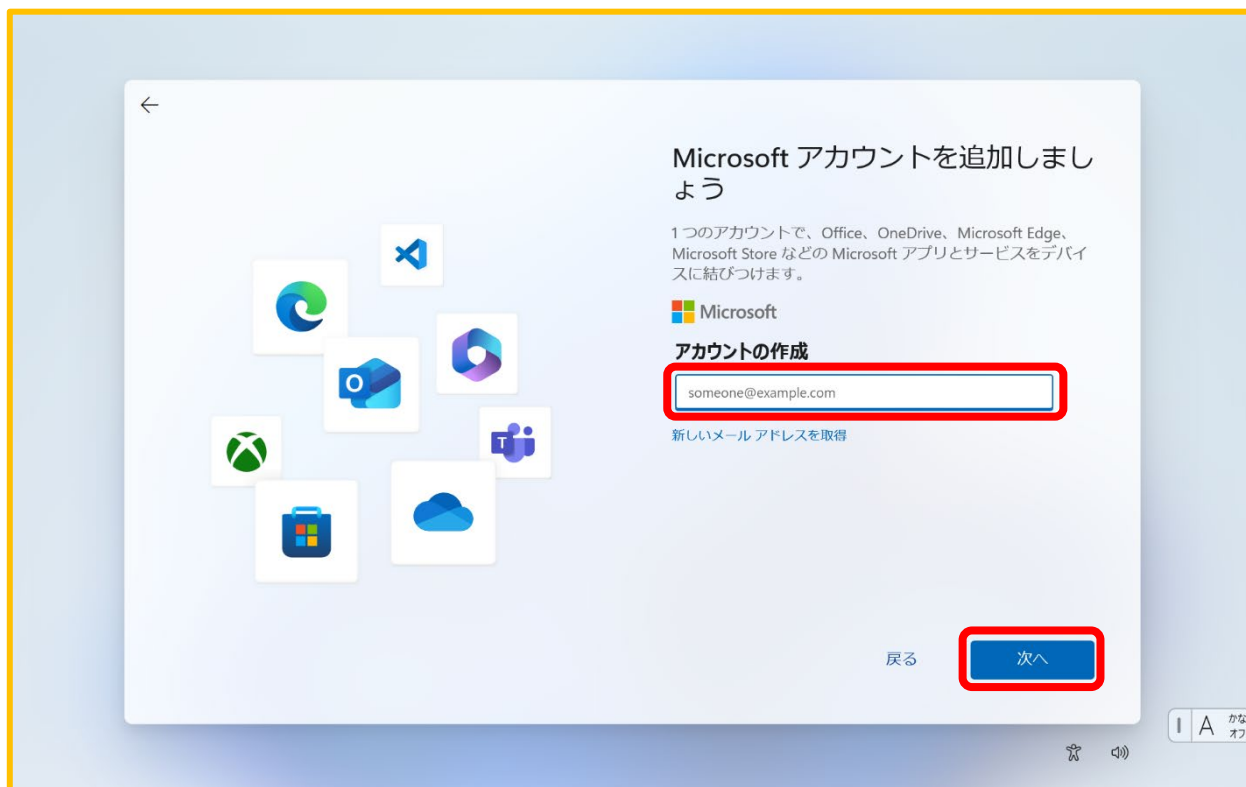 Microsoft アカウントを追加しまし
ょう
1 つのアカウントで、Office、OneDrive、Microsoft Edge、
Microsoft Store などの Microsoft アプリとサービスをデバイ
スに結びつけます。
Microsoft
アカウントの作成
someone@example.com
新しいメール アドレスを取得
戻る
次へ
A
かな
オフ